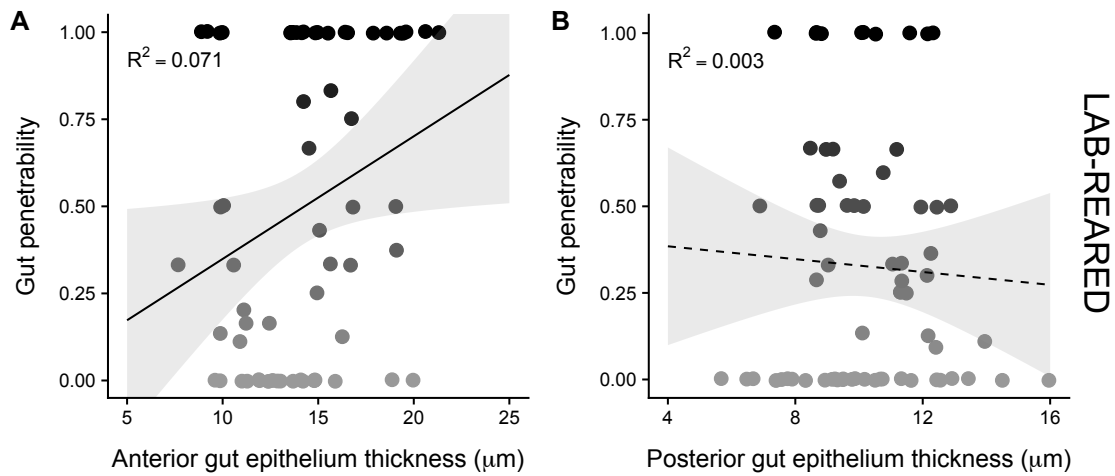 A
B
1.00
0.75
0.50
0.25
0.00
Gut penetrability
R² = 0.071
5
10
15
20
25
Anterior gut epithelium thickness (μm)
1.00
0.75
0.50
0.25
0.00
Gut penetrability
R² = 0.003
4
8
12
16
Posterior gut epithelium thickness (μm)
LAB-REARED